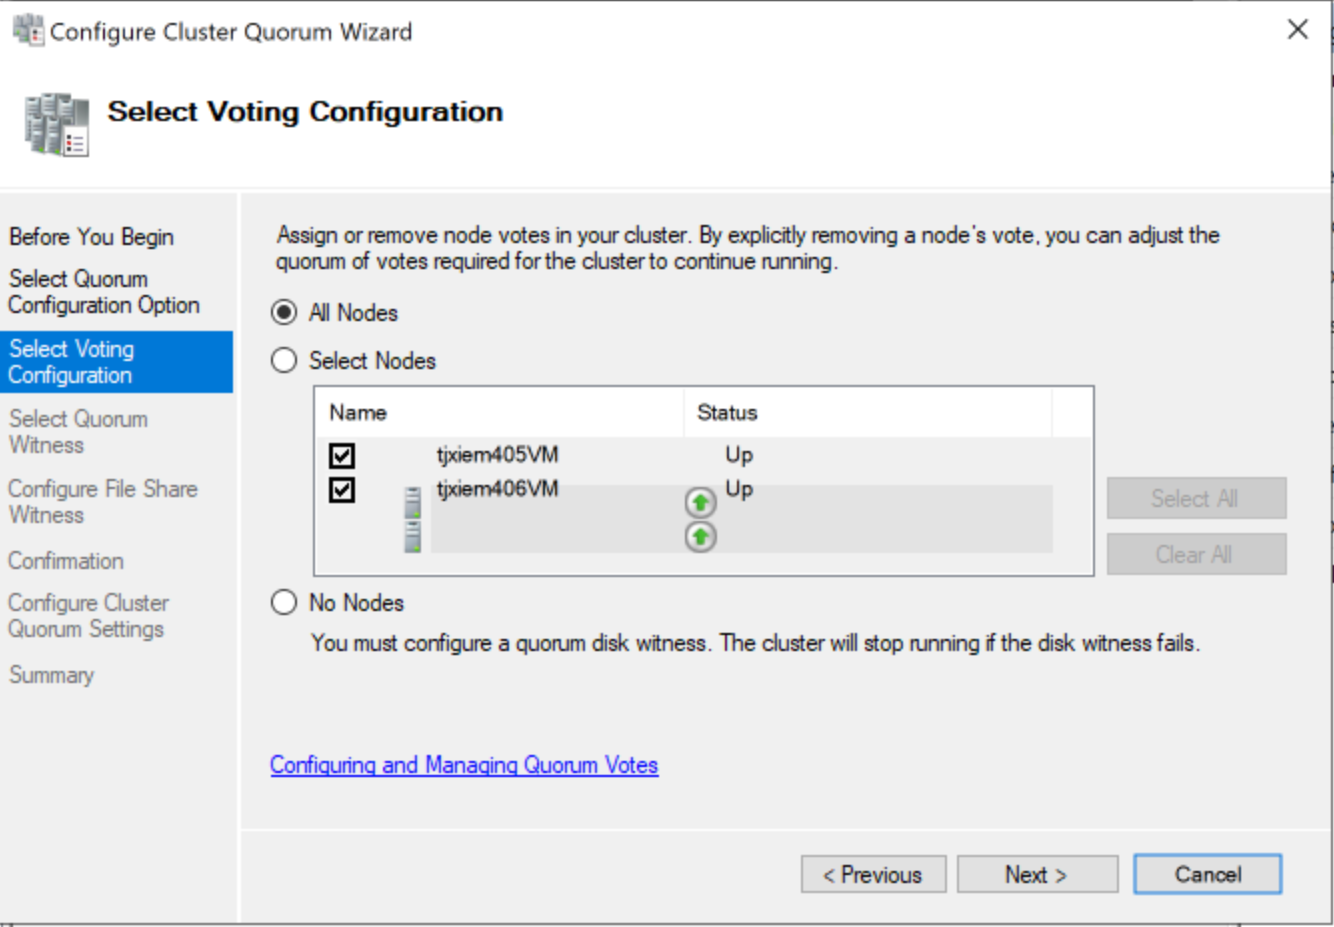 Configure Cluster Quorum Wizard
Select Voting Configuration
Before You Begin
Select Quorum
Configuration Option
Select Voting
Configuration
Select Quorum
Witness
Configure File Share
Witness
Confirmation
Configure Cluster
Quorum Settings
Summary
Assign or remove node votes in your cluster. By explicitly removing a node's vote, you can adjust the
quorum of votes required for the cluster to continue running.
All Nodes
Select Nodes
Name Status
tjxiem405VM Up
tjxiem406VM Up
Select All
Clear All
No Nodes
You must configure a quorum disk witness. The cluster will stop running if the disk witness fails.
Configuring and Managing Quorum Votes
< Previous Next > Cancel